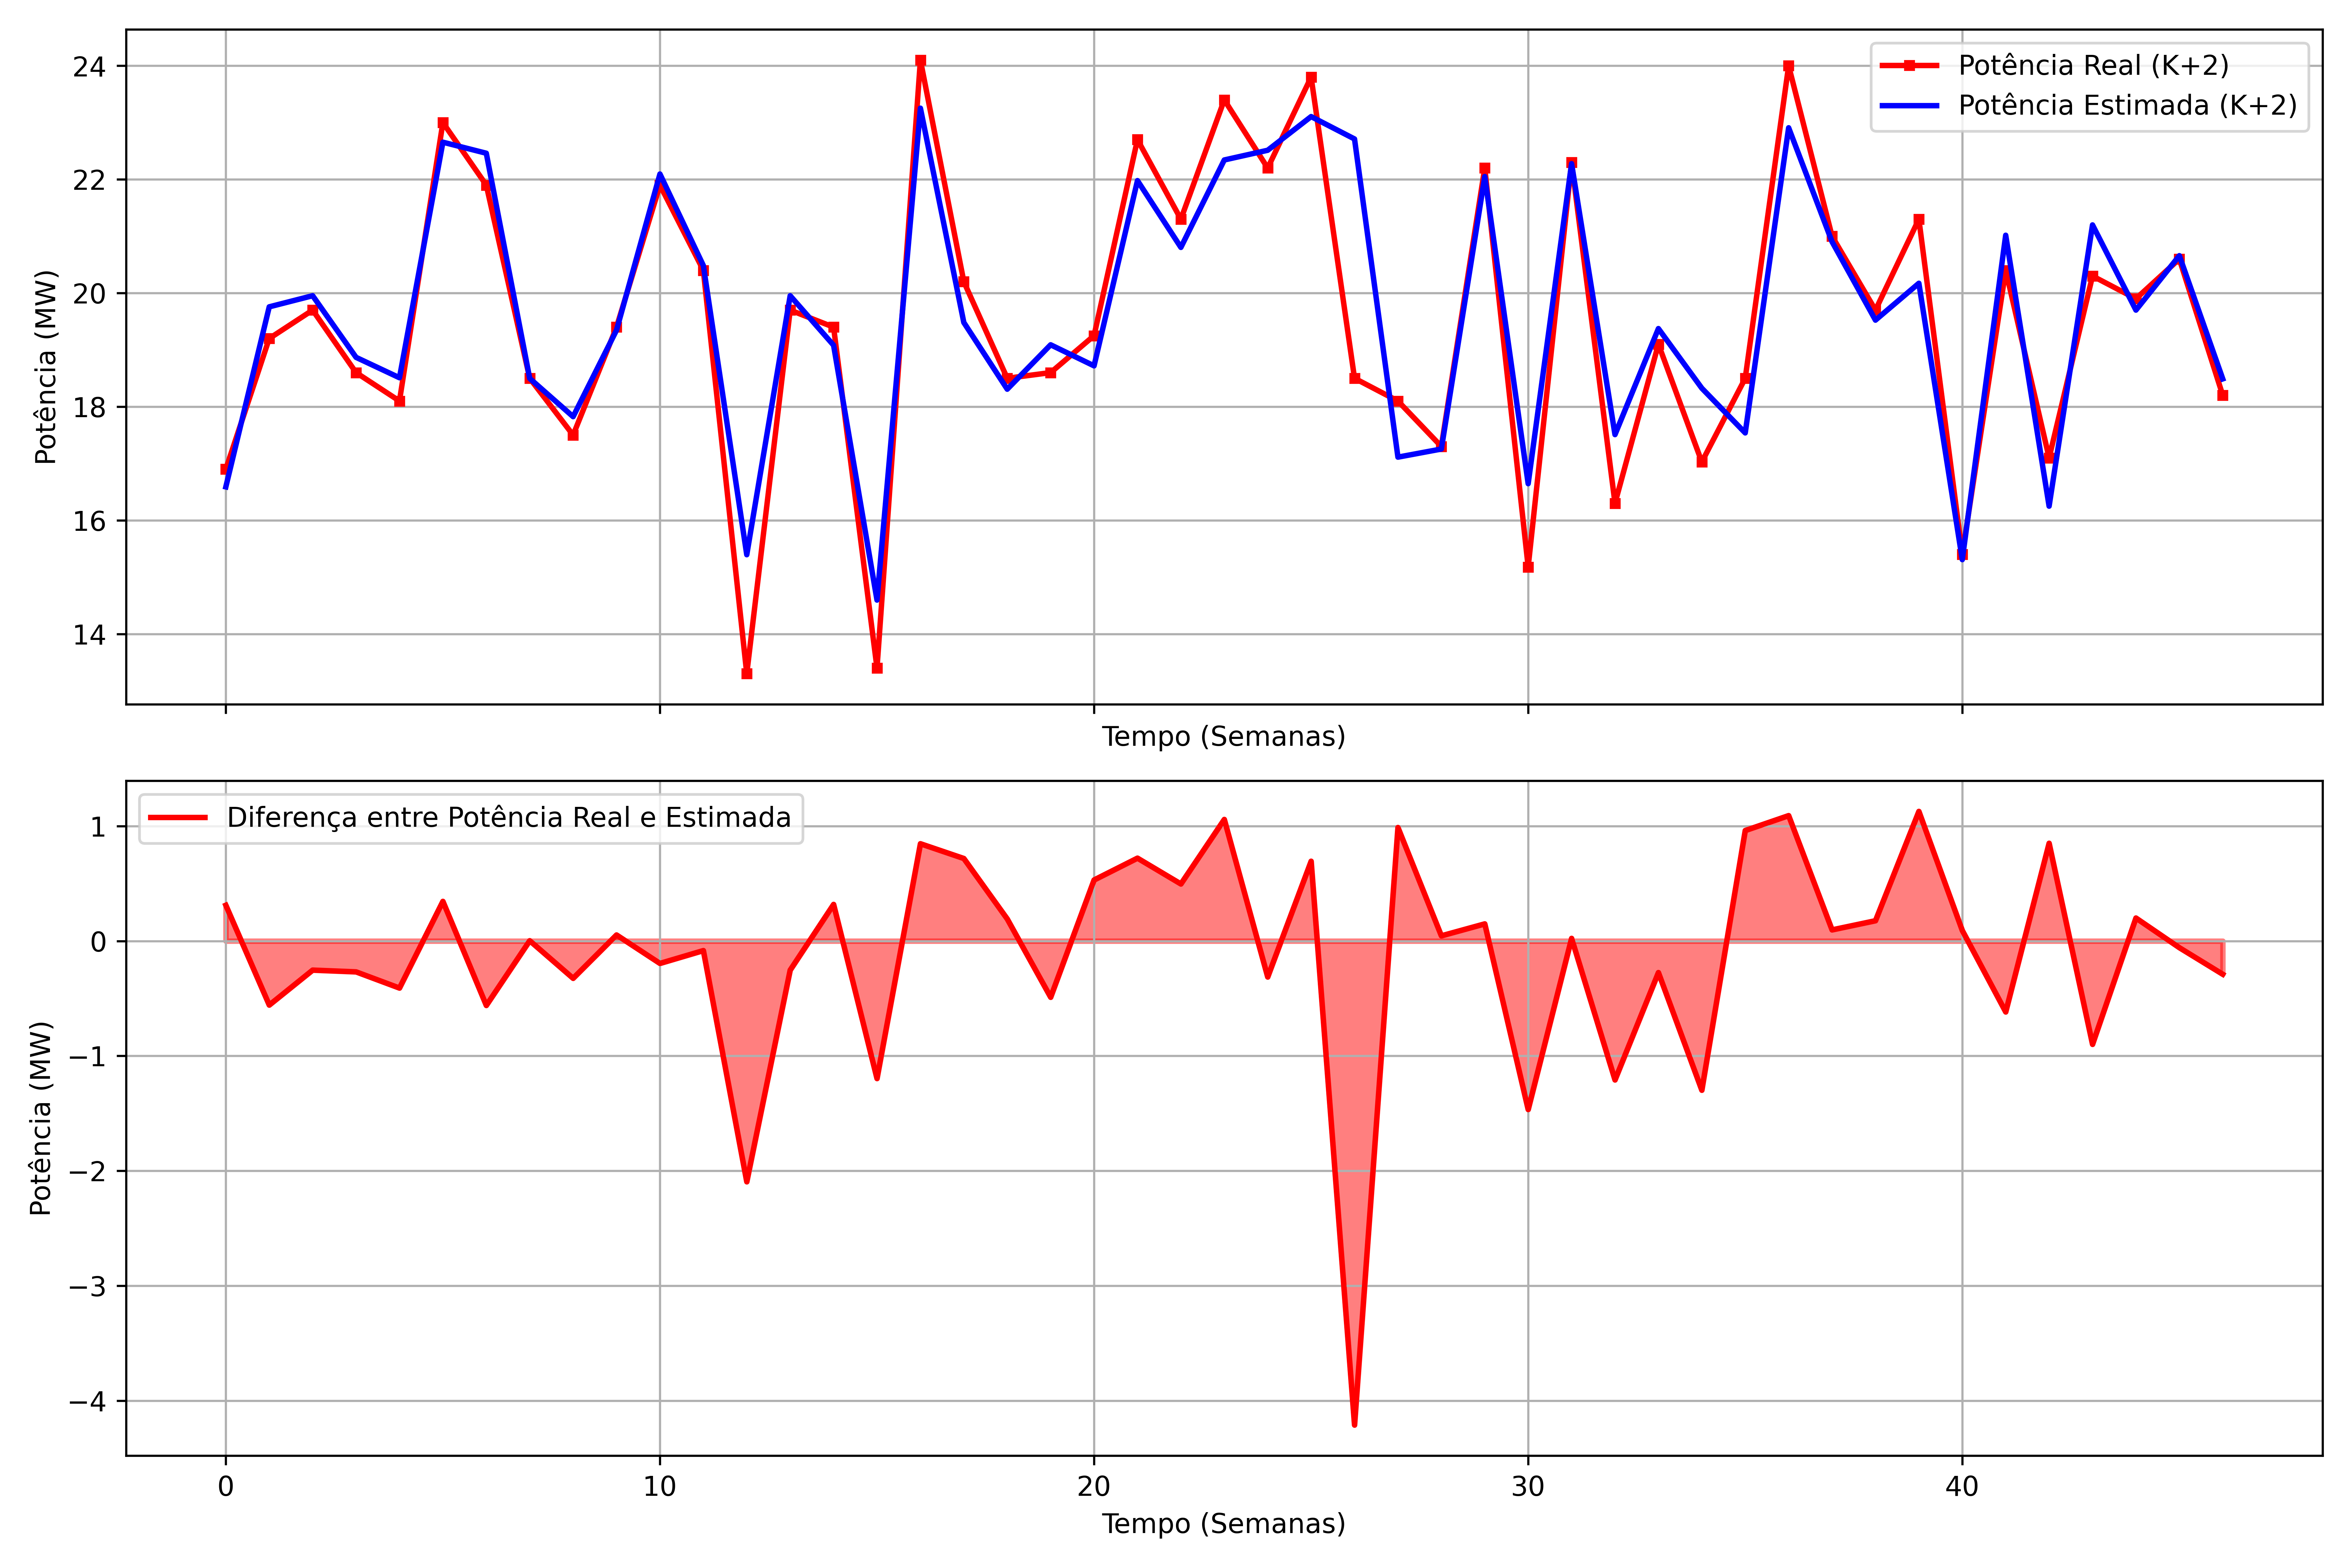 24
22
20
18
16
14
Potência (MW)
Potência Real (K+2)
Potência Estimada (K+2)
Tempo (Semanas)
Diferença entre Potência Real e Estimada
1
0
−1
−2
−3
−4
Potência (MW)
0 10 20 30 40
Tempo (Semanas)